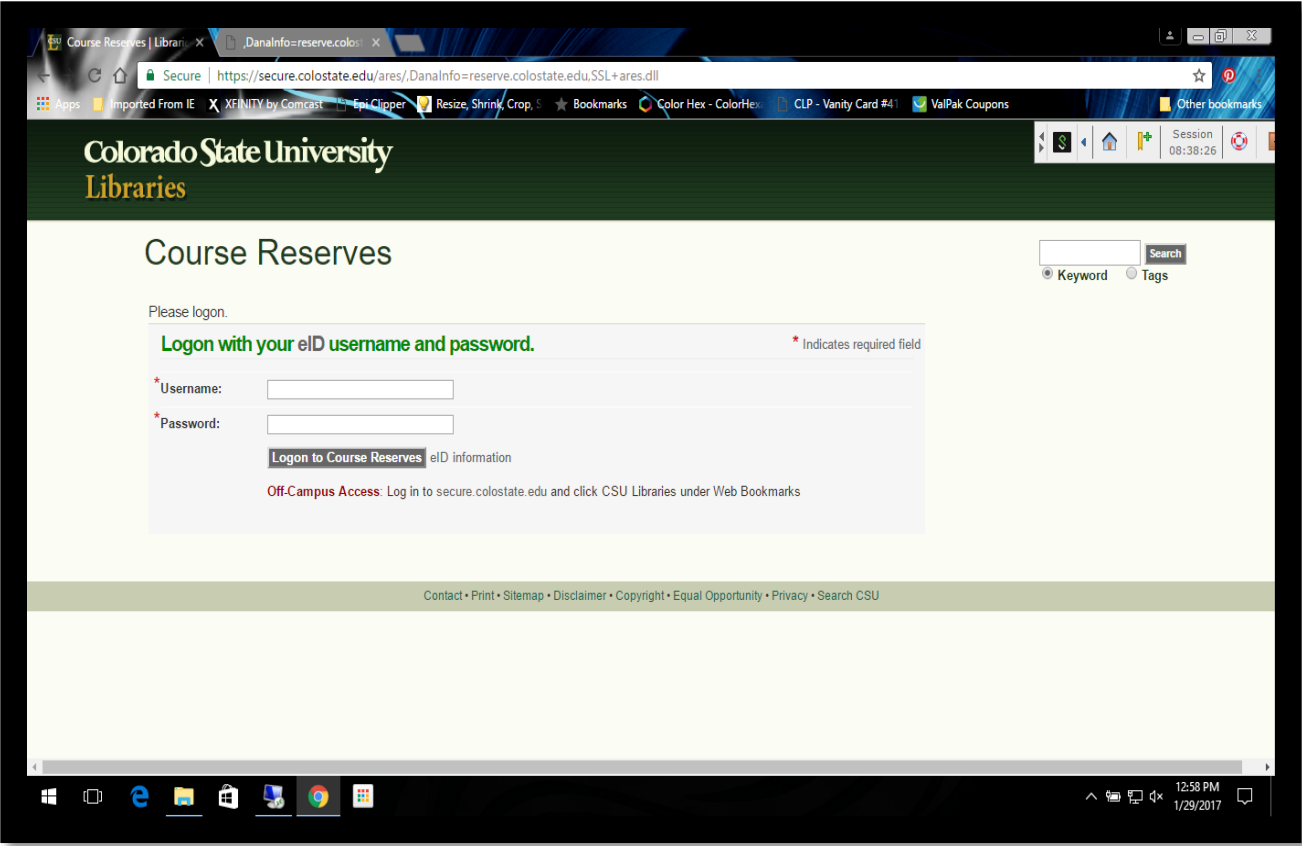 CSU Course Reserves | Librari
,DanaInfo=reserve.colost
Secure https://secure.colostate.edu/ares/,DanaInfo=reserve.colostate.edu,SSL+ares.dll
Apps Imported From IE X XFINITY by Comcast Epi Clipper Resize, Shrink, Crop, S Bookmarks Color Hex - ColorHex CLP - Vanity Card #41 ValPak Coupons Other bookmarks
Colorado State University
Libraries
S
Session
08:38:26
Course Reserves
Search
Keyword Tags
Please logon.
Logon with your eID username and password.
* Indicates required field
*Username:
*Password:
Logon to Course Reserves eID information
Off-Campus Access: Log in to secure.colostate.edu and click CSU Libraries under Web Bookmarks
Contact • Print • Sitemap • Disclaimer • Copyright • Equal Opportunity • Privacy • Search CSU
12:58 PM
1/29/2017